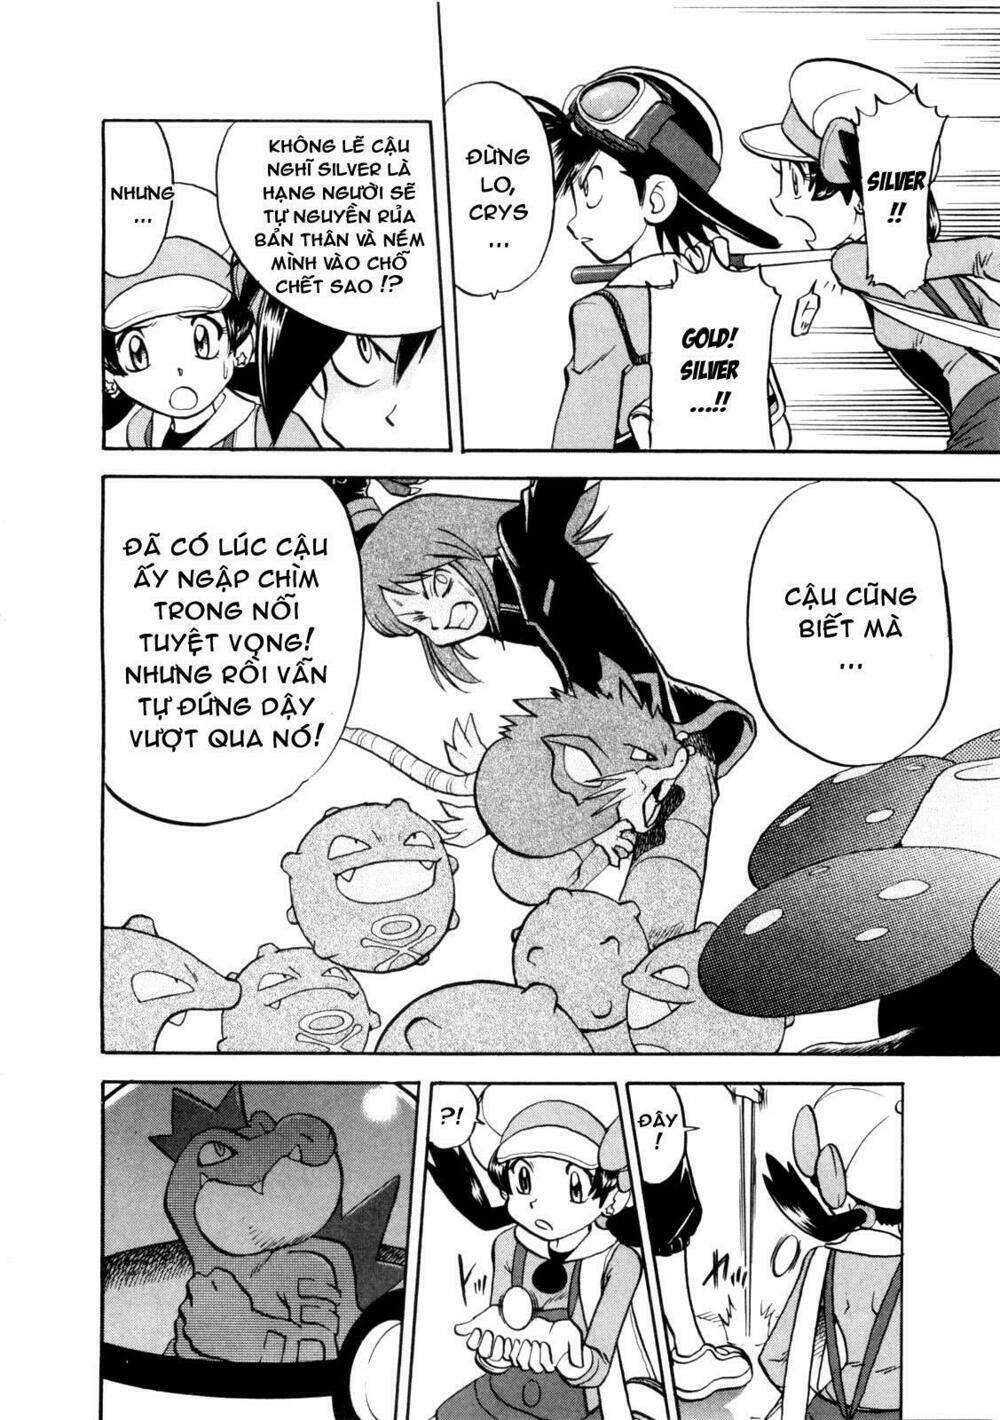 SILVER
!!
GOLD!
SILVER
....!!
ĐỪNG
LO,
CRYS
...
KHÔNG LẼ CẬU
NGHĨ SILVER LÀ
HẠNG NGƯỜI SẼ
TỰ NGUYỀN RỦA
BẢN THÂN VÀ NÉM
MÌNH VÀO CHỖ
CHẾT SAO !?
NHƯNG
...
CẬU CŨNG
BIẾT MÀ
...
ĐÃ CÓ LÚC CẬU
ẤY NGẬP CHÌM
TRONG NỖI
TUYỆT VỌNG!
NHƯNG RỒI VẪN
TỰ ĐỨNG DẬY
VƯỢT QUA NÓ!
ĐÂY
!
?!